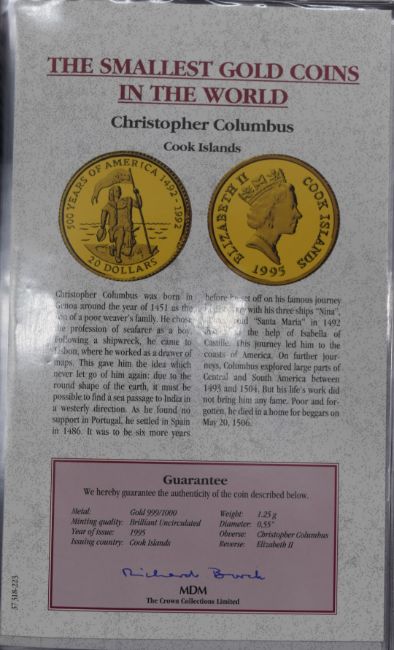 THE SMALLEST GOLD COINS
IN THE WORLD
Christopher Columbus
Cook Islands
500 YEARS OF AMERICA 1492 - 1992
20 DOLLARS
ELIZABETH II
COOK ISLANDS
1995
Christopher Columbus was born in
Genoa around the year of 1451 as the
son of a poor weaver's family. He chose
the profession of seafarer as a boy.
Following a shipwreck, he came to
Lisbon, where he worked as a drawer of
maps. This gave him the idea which
never let go of him again: due to the
round shape of the earth, it must be
possible to find a sea passage to India in
a westerly direction. As he found no
support in Portugal, he settled in Spain
in 1486. It was to be six more years
before he set off on his famous journey
with his three ships "Nina",
"Santa Maria" in 1492
the help of Isabella of
Castille. This journey led him to the
coasts of America. On further jour-
neys, Columbus explored large parts of
Central and South America between
1493 and 1504. But his life's work did
not bring him any fame. Poor and for-
gotten, he died in a home for beggars on
May 20, 1506.
Guarantee
We hereby guarantee the authenticity of the coin described below.
Metal: Gold 999/1000
Minting quality: Brilliant Uncirculated
Year of issue: 1995
Issuing country: Cook Islands
Weight: 1.25 g
Diameter: 0,55"
Obverse: Christopher Columbus
Reverse: Elizabeth II
MDM
The Crown Collections Limited
37 518-223